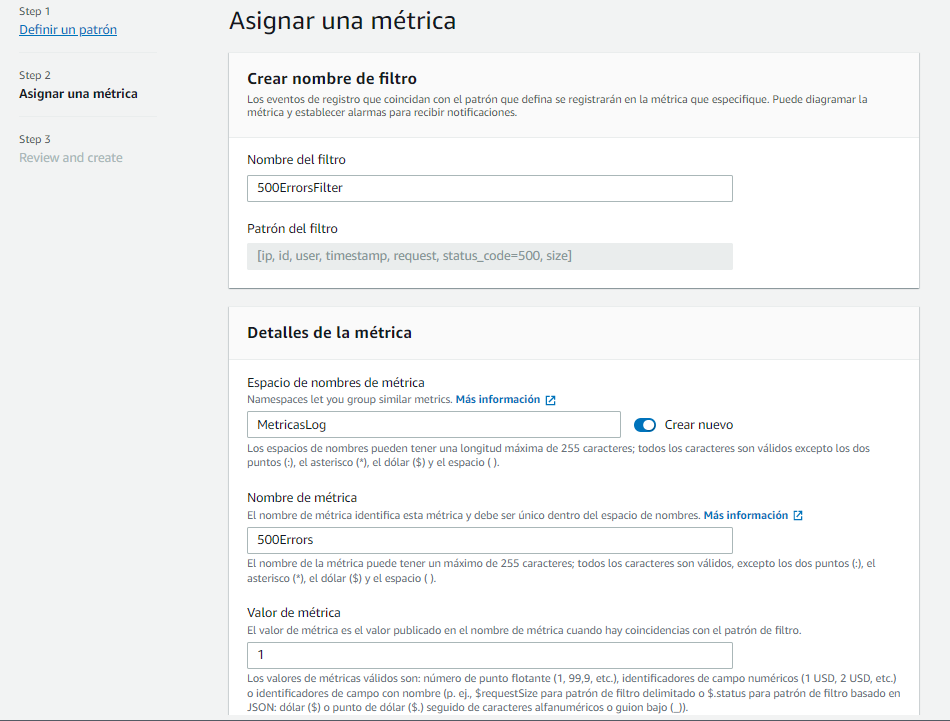 Step 1
Definir un patrón
Step 2
Asignar una métrica
Step 3
Review and create
Asignar una métrica
Crear nombre de filtro
Los eventos de registro que coincidan con el patrón que defina se registrarán en la métrica que especifique. Puede diagramar la
métrica y establecer alarmas para recibir notificaciones.
Nombre del filtro
500ErrorsFilter
Patrón del filtro
[ip, id, user, timestamp, request, status_code=500, size]
Detalles de la métrica
Espacio de nombres de métrica
Namespaces let you group similar metrics. Más información
MetricasLog
Crear nuevo
Los espacios de nombres pueden tener una longitud máxima de 255 caracteres; todos los caracteres son válidos excepto los dos
puntos (:), el asterisco (*), el dólar ($) y el espacio ( ).
Nombre de métrica
El nombre de métrica identifica esta métrica y debe ser único dentro del espacio de nombres. Más información
500Errors
El nombre de la métrica puede tener un máximo de 255 caracteres; todos los caracteres son válidos, excepto los dos puntos (:), el
asterisco (*), el dólar ($) y el espacio ( ).
Valor de métrica
El valor de métrica es el valor publicado en el nombre de métrica cuando hay coincidencias con el patrón de filtro.
1
Los valores de métricas válidos son: número de punto flotante (1, 99,9, etc.), identificadores de campo numéricos (1 USD, 2 USD, etc.)
o identificadores de campo con nombre (p. ej., $requestSize para patrón de filtro delimitado o $.status para patrón de filtro basado en
JSON: dólar ($) o punto de dólar ($.) seguido de caracteres alfanuméricos o guion bajo (_)).